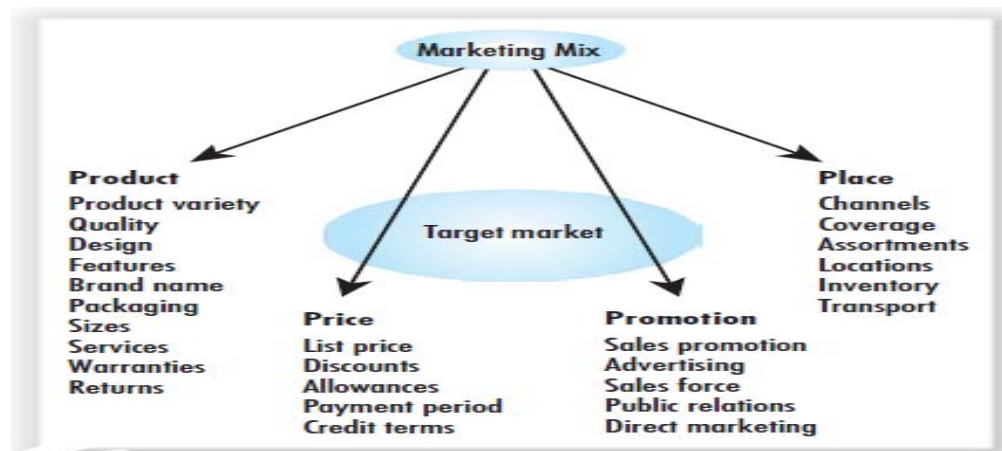 Marketing Mix
Product
Product variety
Quality
Design
Features
Brand name
Packaging
Sizes
Services
Warranties
Returns
Target market
Price
List price
Discounts
Allowances
Payment period
Credit terms
Promotion
Sales promotion
Advertising
Sales force
Public relations
Direct marketing
Place
Channels
Coverage
Assortments
Locations
Inventory
Transport